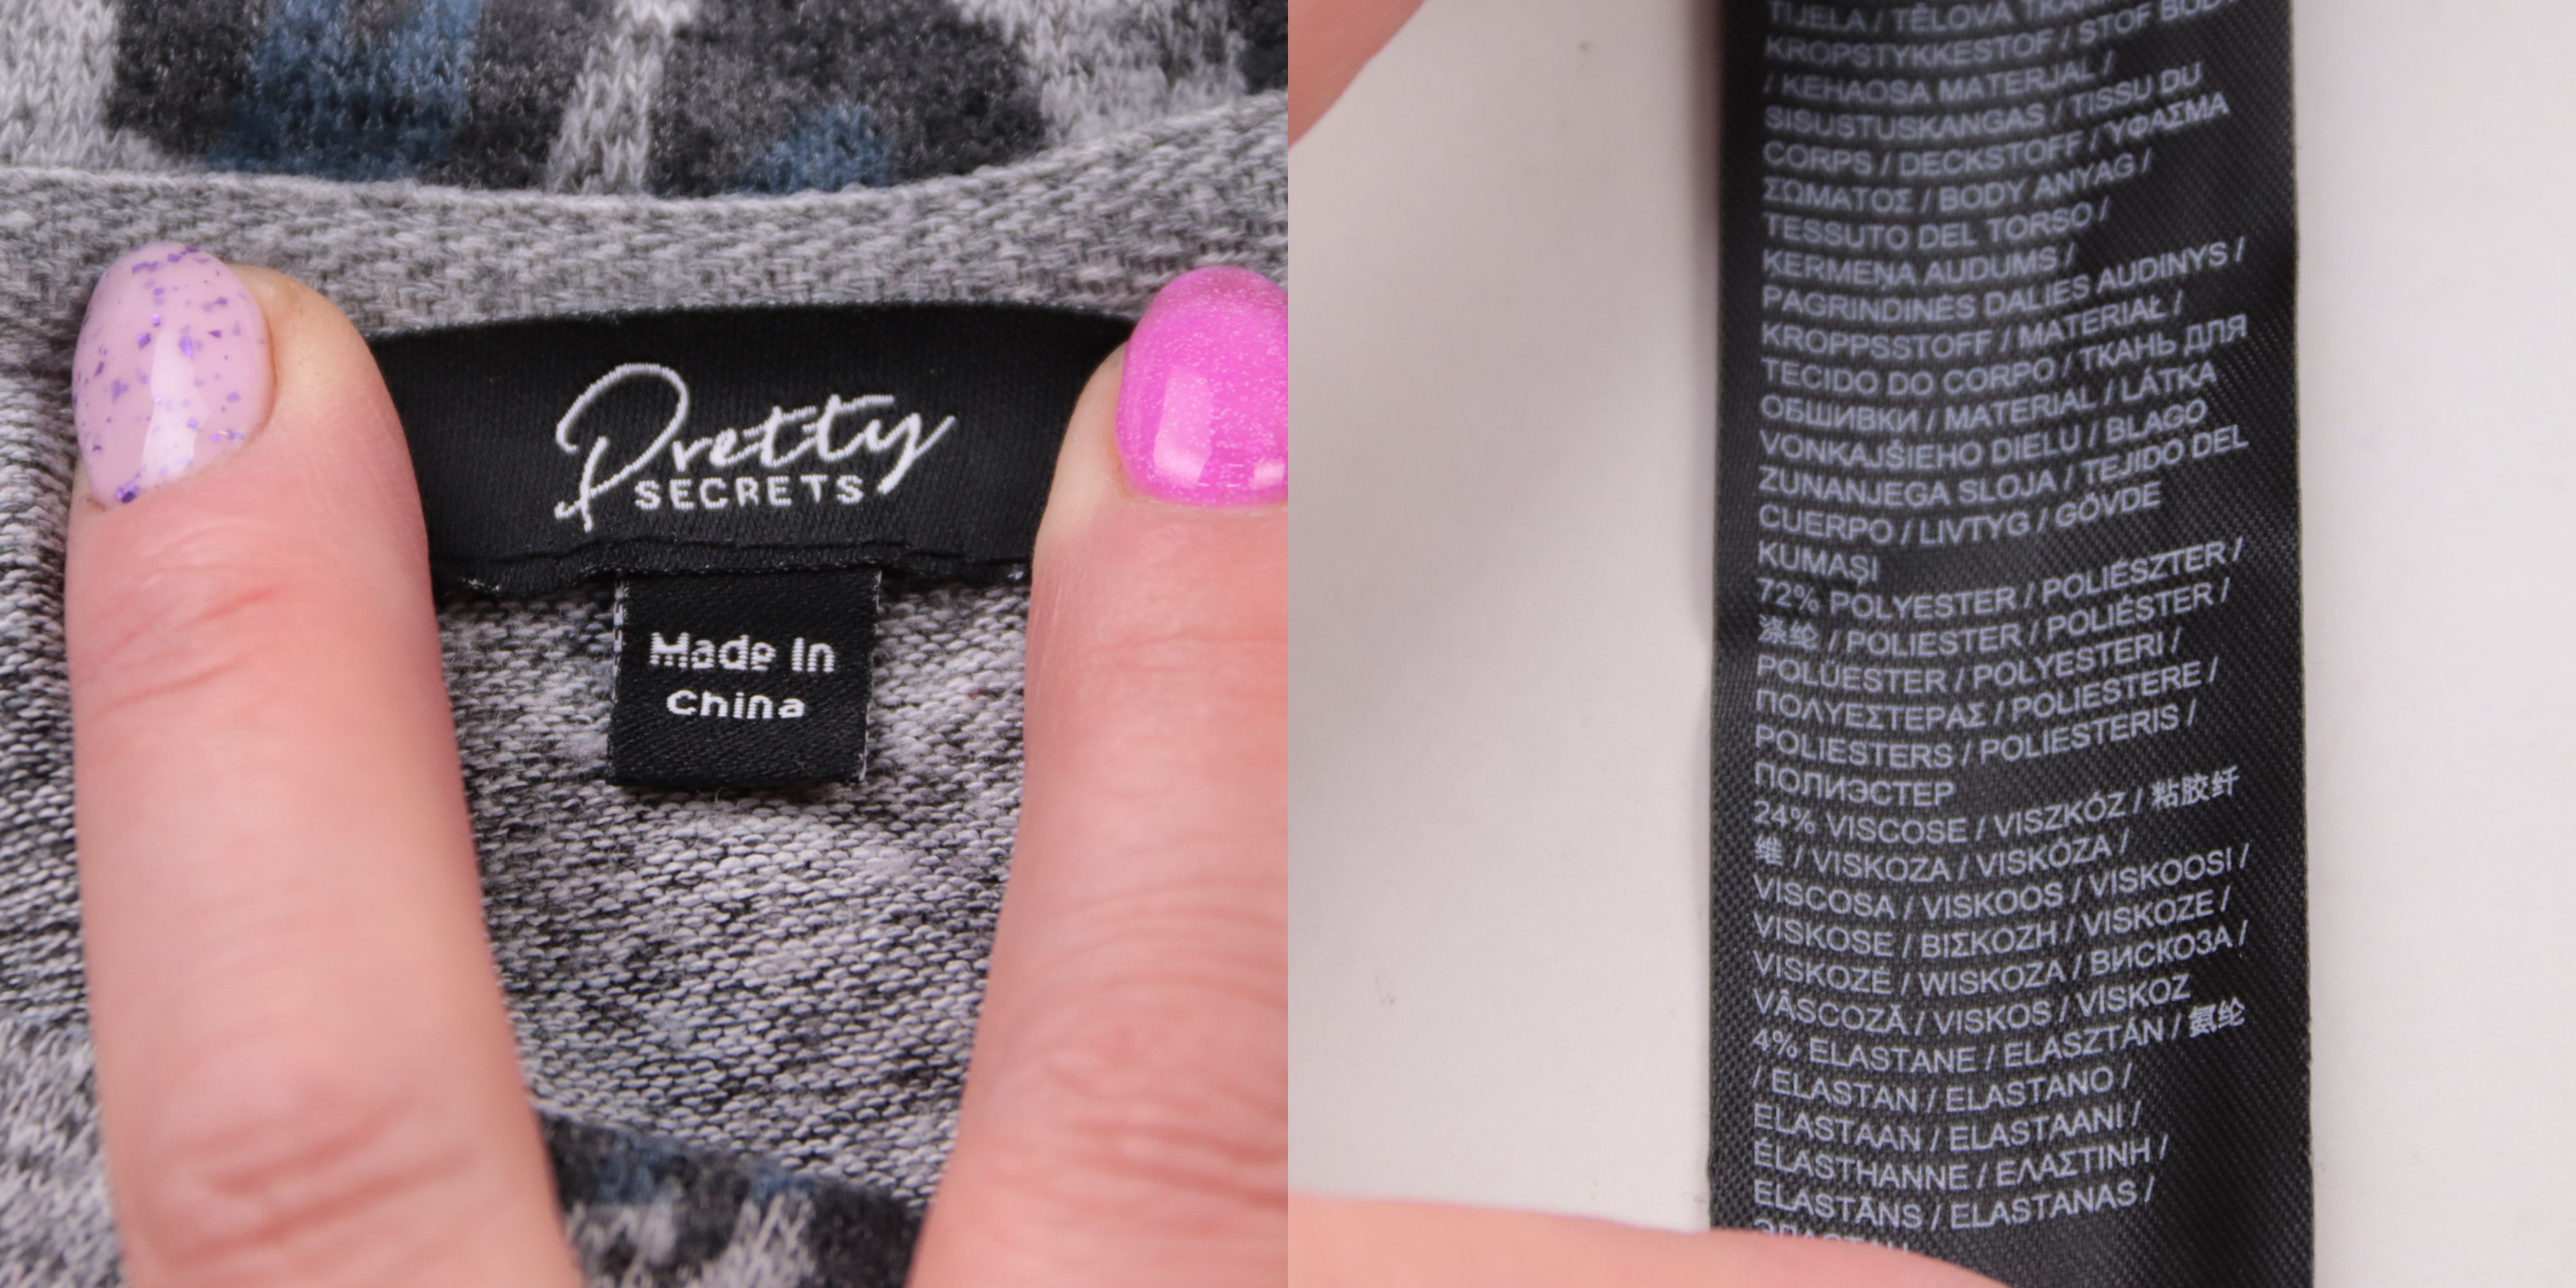 Pretty
SECRETS
Made In
China
TIJELA / TĚLOVÁ
KROPSTYKKESTOF / STOF BODY
/ KEHAOSA MATERJAL /
SISUSTUSKANGAS / TISSU DU
CORPS / DECKSTOFF / ΎΦΑΣΜΑ
ΣΩΜΑΤΟΣ / BODY ANYAG /
TESSUTO DEL TORSO /
ĶERMEŅA AUDUMS /
PAGRINDINĖS DALIES AUDINYS /
KROPPSSTOFF / MATERIAŁ /
TECIDO DO CORPO / ТКАНЬ ДЛЯ
ОБШИВКИ / MATERIAL / LÁTKA
VONKAJŠIEHO DIELU / BLAGO
ZUNANJEGA SLOJA / TEJIDO DEL
CUERPO / LIVTYG / GÖVDE
KUMAŞI
72% POLYESTER / POLIÉSZTER /
涤纶 / POLIESTER / POLIÉSTER /
POLÜESTER / POLYESTERI /
ΠΟΛΥΕΣΤΕΡΑΣ / POLIESTERE /
POLIESTERS / POLIESTERIS /
ПОЛИЭСТЕР
24% VISCOSE / VISZKÓZ / 粘胶纤
维 / VISKOZA / VISKÓZA /
VISCOSA / VISKOOS / VISKOOSI /
VISKOSE / ΒΙΣΚΟΖΗ / VISKOZE /
VISKOZĖ / WISKOZA / ВИСКОЗА /
VÂSCOZĂ / VISKOS / VİSKOZ
4% ELASTANE / ELASZTÁN / 氨纶
/ ELASTAN / ELASTANO /
ELASTAAN / ELASTAANI /
ÉLASTHANNE / ΕΛΑΣΤΙΝΗ /
ELASTĀNS / ELASTANAS /